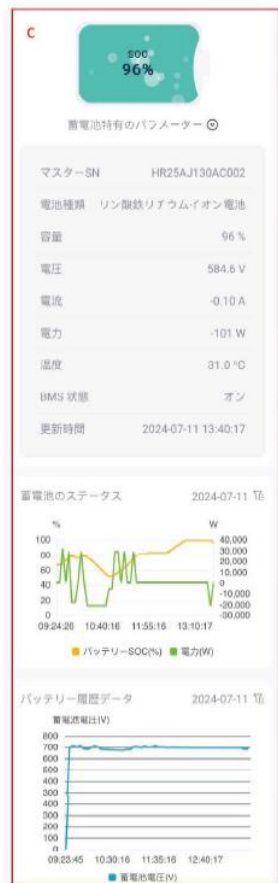 C
SOC
96%
蓄電池特有のパラメーター
マスターSN HR25AJ130AC002
電池種類 リン酸鉄リチウムイオン電池
容量 96 %
電圧 584.6 V
電流 -0.10 A
電力 -101 W
温度 31.0 °C
BMS 状態 オン
更新時間 2024-07-11 13:40:17
蓄電池のステータス 2024-07-11
% W
100 40,000
80 30,000
20,000
60 10,000
40 0
-10,000
20 -20,000
0 -30,000
09:24:26 10:40:16 11:55:16 13:10:17
バッテリーSOC(%) 電力(W)
バッテリー履歴データ 2024-07-11
蓄電池電圧(V)
800
700
600
500
400
300
200
100
0
09:23:45 10:30:16 11:35:16 12:40:17
蓄電池電圧(V)